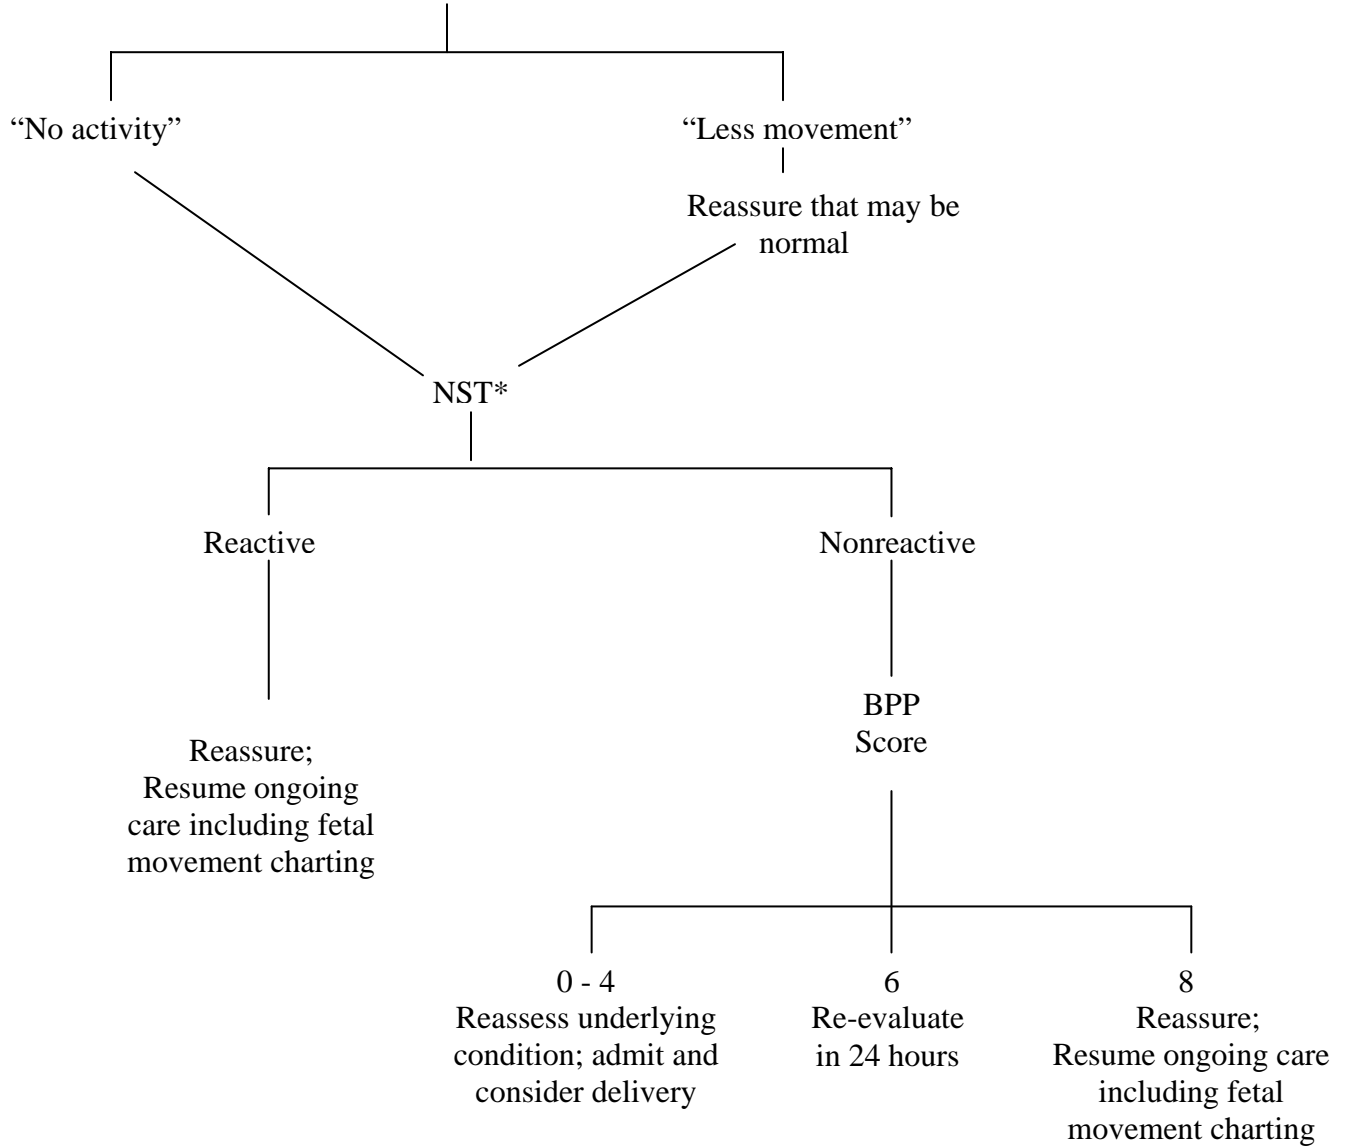 “No activity”
“Less movement”
Reassure that may be
normal
NST*
Reactive
Nonreactive
Reassure;
Resume ongoing
care including fetal
movement charting
BPP
Score
0 - 4
Reassess underlying
condition; admit and
consider delivery
6
Re-evaluate
in 24 hours
8
Reassure;
Resume ongoing care
including fetal
movement charting